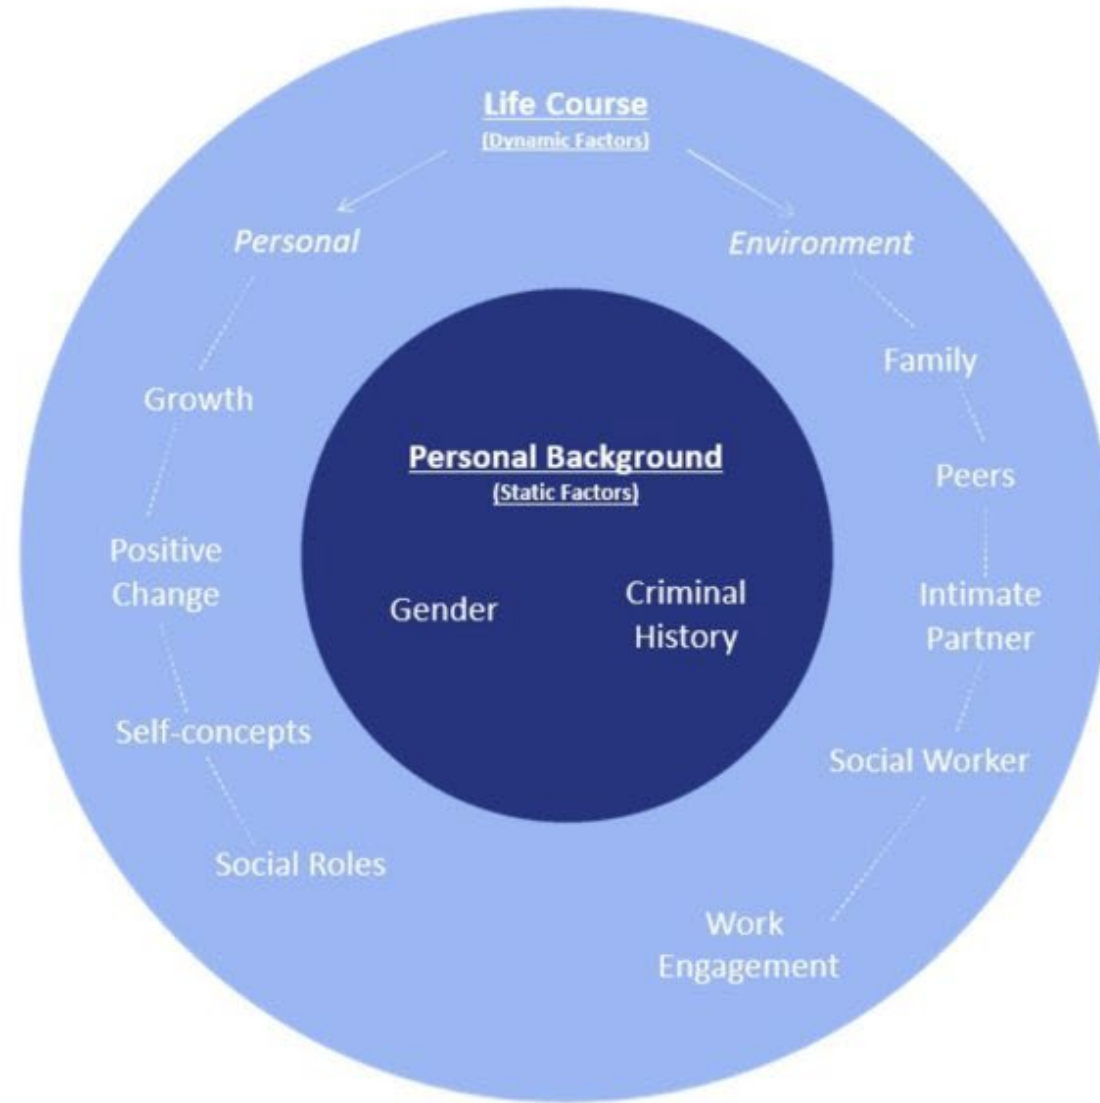 Life Course
(Dynamic Factors)
Personal
Growth
Positive
Change
Self-concepts
Social Roles
Environment
Family
Peers
Intimate
Partner
Social Worker
Work
Engagement
Personal Background
(Static Factors)
Gender
Criminal
History